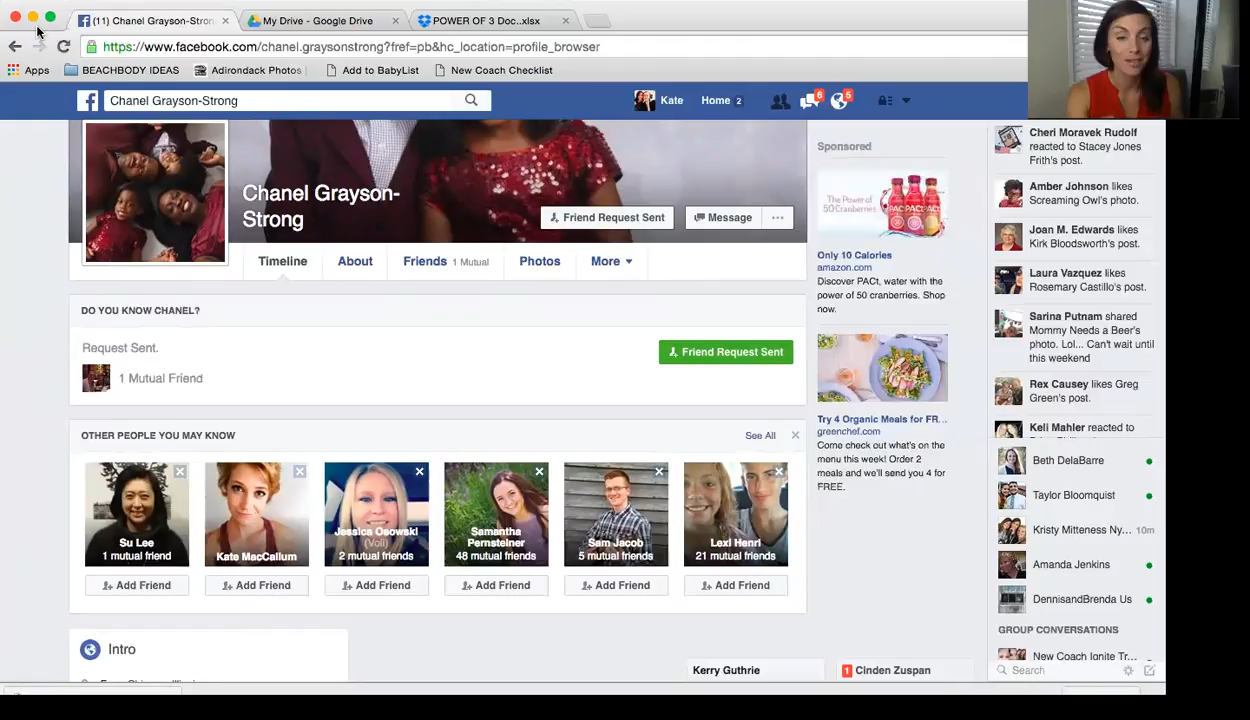 (11) Chanel Grayson-Stron
My Drive - Google Drive
POWER OF 3 Doc...xlsx
https://www.facebook.com/chanel.graysonstrong?fref=pb&hc_location=profile_browser
Apps
BEACHBODY IDEAS
Adirondack Photos
Add to BabyList
New Coach Checklist
Chanel Grayson-Strong
Kate
Home 2
6
5
Chanel Grayson-
Strong
Friend Request Sent
Message
Timeline
About
Friends 1 Mutual
Photos
More
DO YOU KNOW CHANEL?
Request Sent.
Friend Request Sent
1 Mutual Friend
OTHER PEOPLE YOU MAY KNOW
See All
Su Lee
1 mutual friend
Kate MacCallum
Jessica Osowski
(Voil)
2 mutual friends
Samantha
Pernsteiner
48 mutual friends
Sam Jacob
5 mutual friends
Lexi Henri
21 mutual friends
Add Friend
Add Friend
Add Friend
Add Friend
Add Friend
Add Friend
Intro
Sponsored
The Power of
50 Cranberries.
Only 10 Calories
amazon.com
Discover PACt, water with the
power of 50 cranberries. Shop
now.
Try 4 Organic Meals for FR...
greenchef.com
Come check out what's on the
menu this week! Order 2
meals and we'll send you 4 for
FREE.
Cheri Moravek Rudolf
reacted to Stacey Jones
Frith's post.
Amber Johnson likes
Screaming Owl's photo.
Joan M. Edwards likes
Kirk Bloodsworth's post.
Laura Vazquez likes
Rosemary Castillo's post.
Sarina Putnam shared
Mommy Needs a Beer's
photo. Lol... Can't wait until
this weekend
Rex Causey likes Greg
Green's post.
Keli Mahler reacted to
Beth DelaBarre
Taylor Bloomquist
Kristy Mitteness Ny... 10m
Amanda Jenkins
DennisandBrenda Us
GROUP CONVERSATIONS
New Coach Ignite Tr...
Search
Kerry Guthrie
1 Cinden Zuspan